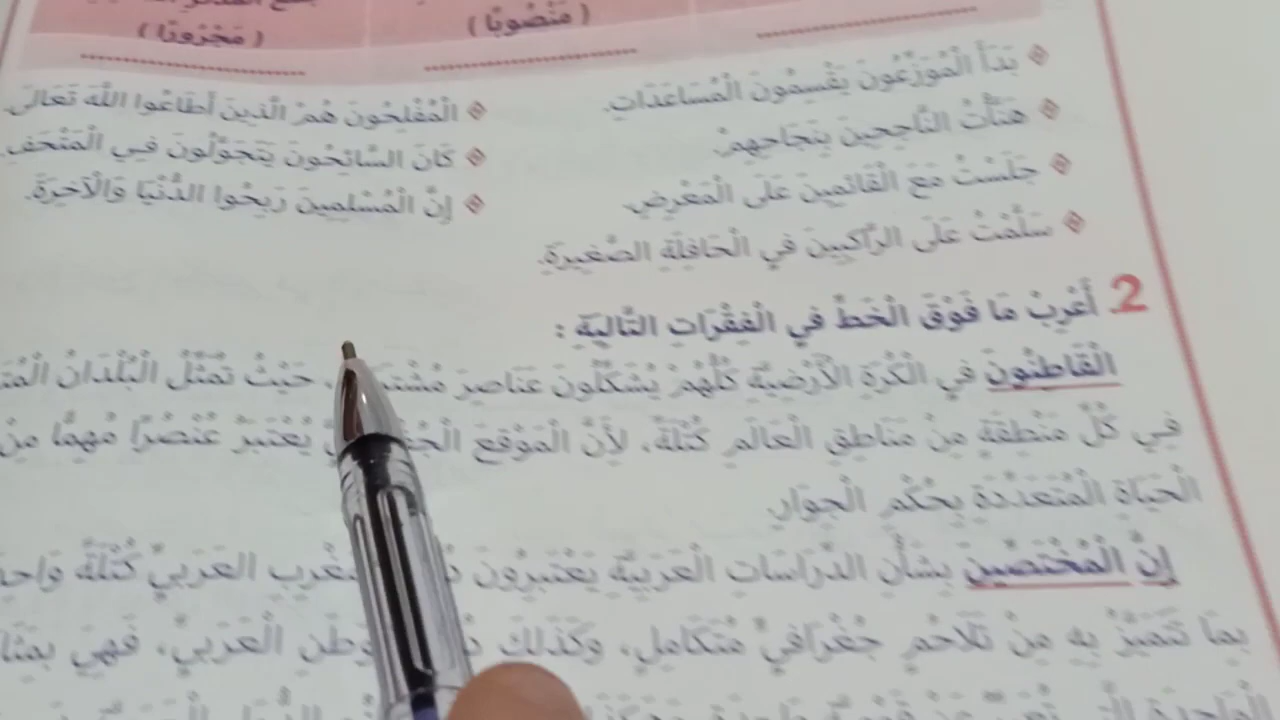 ( مَنْصُوبًا )
( مَجْرُورًا )
بَدَأَ الْمُوَزِّعُونَ يَقْسِمُونَ الْمُسَاعَدَاتِ.
هَنَّأْتُ النَّاجِحِينَ بِنَجَاحِهِمْ.
جَلَسْتُ مَعَ الْقَائِمِينَ عَلَى الْمَعْرِضِ.
سَلَّمْتُ عَلَى الرَّاكِبِينَ فِي الْحَافِلَةِ الصَّغِيرَةِ.
الْمُفْلِحُونَ هُمْ الَّذِينَ أَطَاعُوا اللَّهَ تَعَالَى.
كَانَ السَّائِحُونَ يَتَجَوَّلُونَ فِي الْمَتْحَفِ.
إِنَّ الْمُسْلِمِينَ رَبِحُوا الدُّنْيَا وَالْآخِرَةَ.
2. أَعْرِبْ مَا فَوْقَ الْخَطِّ فِي الْفِقْرَاتِ التَّالِيَةِ :
الْقَاطِنُونَ فِي الْكُرَةِ الْأَرْضِيَّةِ كُلُّهُمْ يُشَكِّلُونَ عَنَاصِرَ حَيْثُ تُمَثِّلُ الْبُلْدَانُ
فِي كُلِّ مَنْطِقَةٍ مِنْ مَنَاطِقِ الْعَالَمِ كُتْلَةً، لِأَنَّ الْمَوْقِعَ يُعْتَبَرُ عُنْصُرًا مُهِمًّا مِنْ
الْحَيَاةِ الْمُتَعَدِّدَةِ بِحُكْمِ الْجِوَارِ.
إِنَّ الْمُخْتَصِّينَ بِشَأْنِ الدِّرَاسَاتِ الْعَرَبِيَّةِ يَعْتَبِرُونَ الْعَرَبِيَّ كُتْلَةً
بِمَا تَتَمَيَّزُ بِهِ مِنْ تَلَاحُمٍ جُغْرَافِيٍّ مُتَكَامِلٍ، وَكَذَلِكَ الْعَرَبِيِّ، فَهِيَ